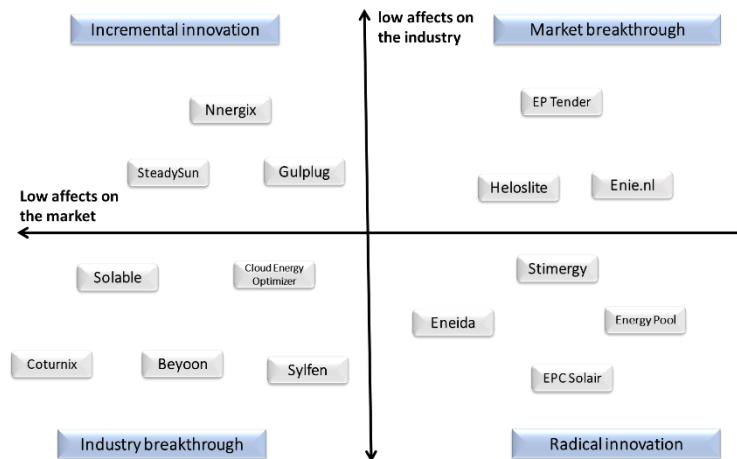 Incremental innovation
low affects on
the industry
Market breakthrough
Nnergix
EP Tender
SteadySun
Gulplug
Heloslite
Enie.nl
Low affects on
the market
Solable
Cloud Energy
Optimizer
Stimergy
Eneida
Energy Pool
Coturnix
Beyoon
Sylfen
EPC Solair
Industry breakthrough
Radical innovation